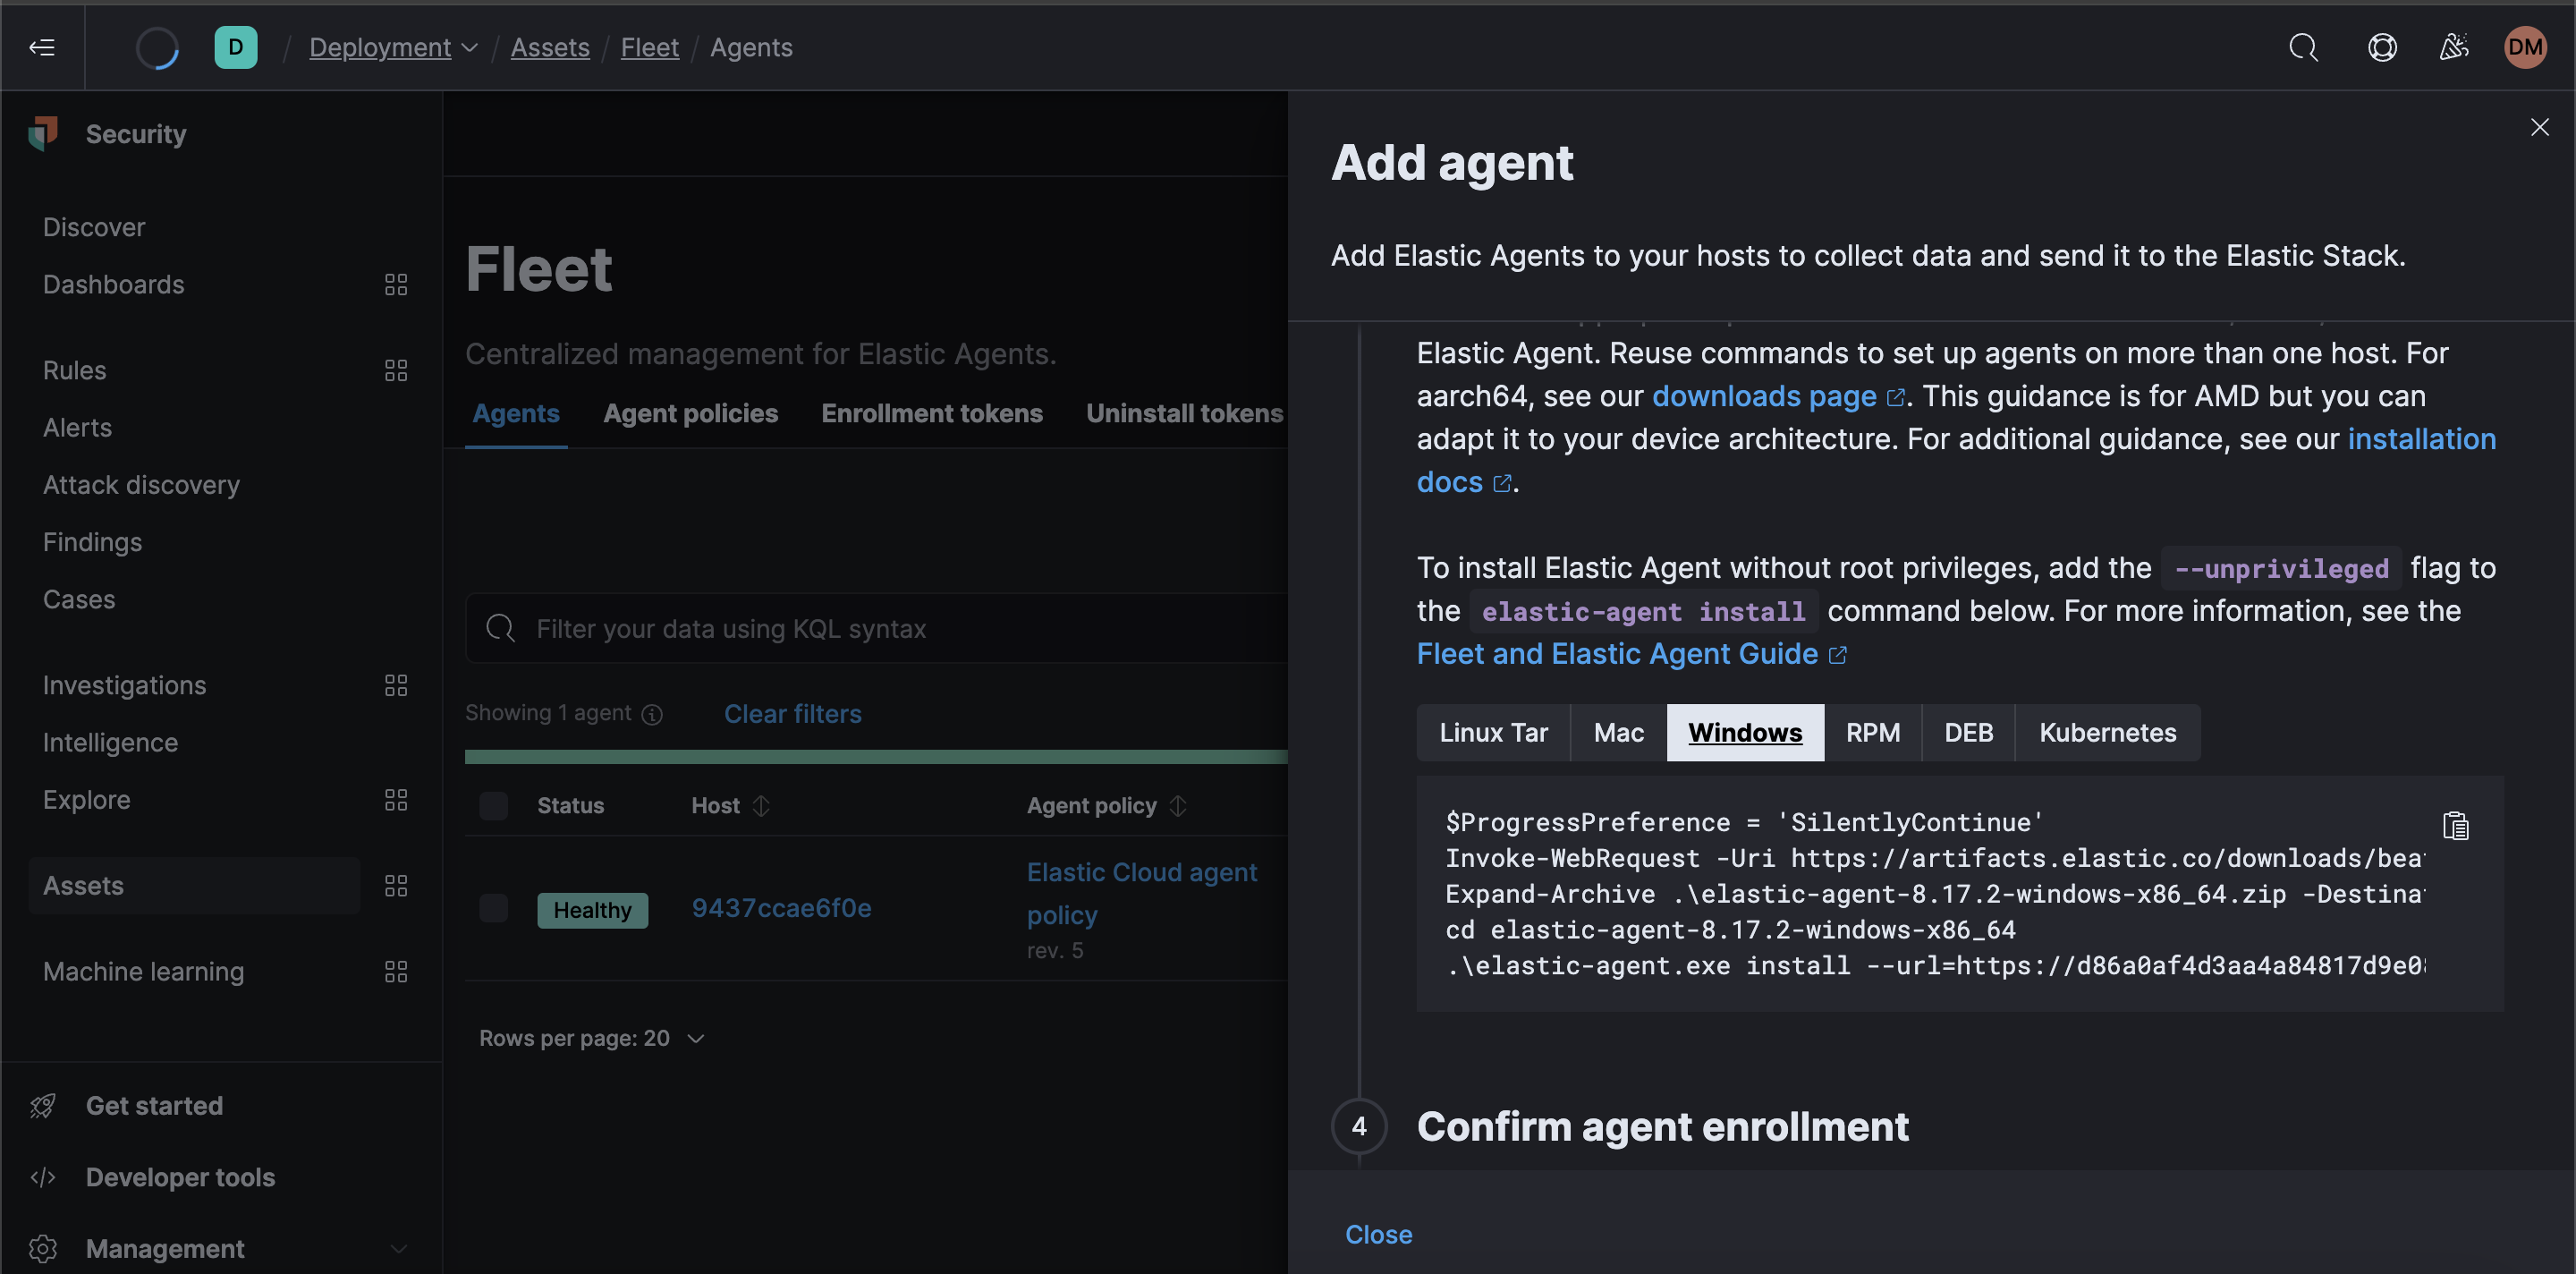 D / Deployment / Assets / Fleet / Agents
DM
Security
Discover
Dashboards
Rules
Alerts
Attack discovery
Findings
Cases
Investigations
Intelligence
Explore
Assets
Machine learning
Get started
Developer tools
Management
Fleet
Centralized management for Elastic Agents.
Agents Agent policies Enrollment tokens Uninstall tokens
Filter your data using KQL syntax
Showing 1 agent Clear filters
Status Host Agent policy
Healthy 9437ccae6f0e Elastic Cloud agent
policy
rev. 5
Rows per page: 20
Add agent
Add Elastic Agents to your hosts to collect data and send it to the Elastic Stack.
Elastic Agent. Reuse commands to set up agents on more than one host. For
aarch64, see our downloads page. This guidance is for AMD but you can
adapt it to your device architecture. For additional guidance, see our installation
docs.
To install Elastic Agent without root privileges, add the --unprivileged flag to
the elastic-agent install command below. For more information, see the
Fleet and Elastic Agent Guide
Linux Tar Mac Windows RPM DEB Kubernetes
$ProgressPreference = 'SilentlyContinue'
Invoke-WebRequest -Uri https://artifacts.elastic.co/downloads/bea
Expand-Archive .\elastic-agent-8.17.2-windows-x86_64.zip -Destina
cd elastic-agent-8.17.2-windows-x86_64
.\elastic-agent.exe install --url=https://d86a0af4d3aa4a84817d9e0
4 Confirm agent enrollment
Close